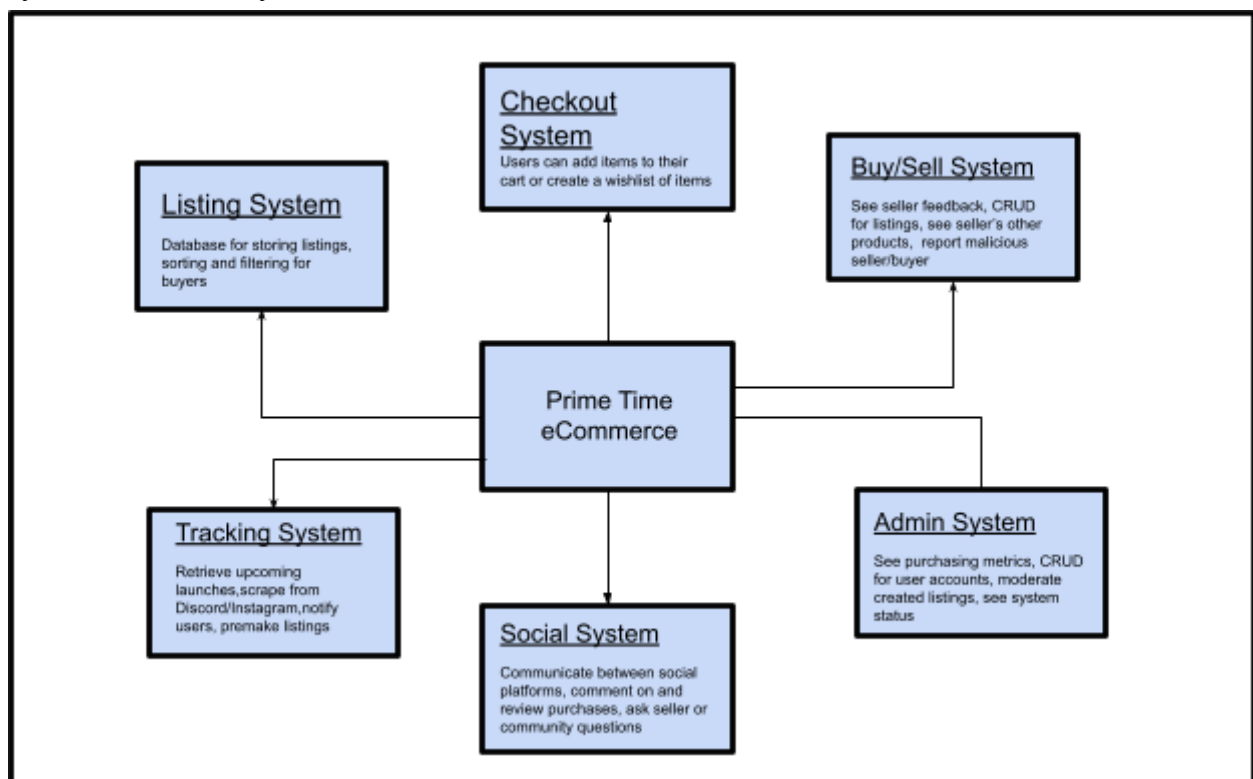 Checkout
System
Users can add items to their
cart or create a wishlist of items
Buy/Sell System
See seller feedback, CRUD
for listings, see seller's other
products, report malicious
seller/buyer
Listing System
Database for storing listings,
sorting and filtering for
buyers
Prime Time
eCommerce
Tracking System
Retrieve upcoming
launches,scrape from
Discord/Instagram,notify
users, premake listings
Admin System
See purchasing metrics, CRUD
for user accounts, moderate
created listings, see system
status
Social System
Communicate between social
platforms, comment on and
review purchases, ask seller or
community questions